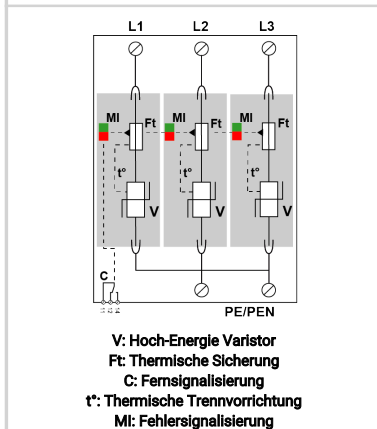 L1 L2 L3
MI Ft MI Ft MI Ft
t° t° t°
V V V
C
PE/PEN
V: Hoch-Energie Varistor
Ft: Thermische Sicherung
C: Fernsignalisierung
t°: Thermische Trennvorrichtung
MI: Fehlersignalisierung